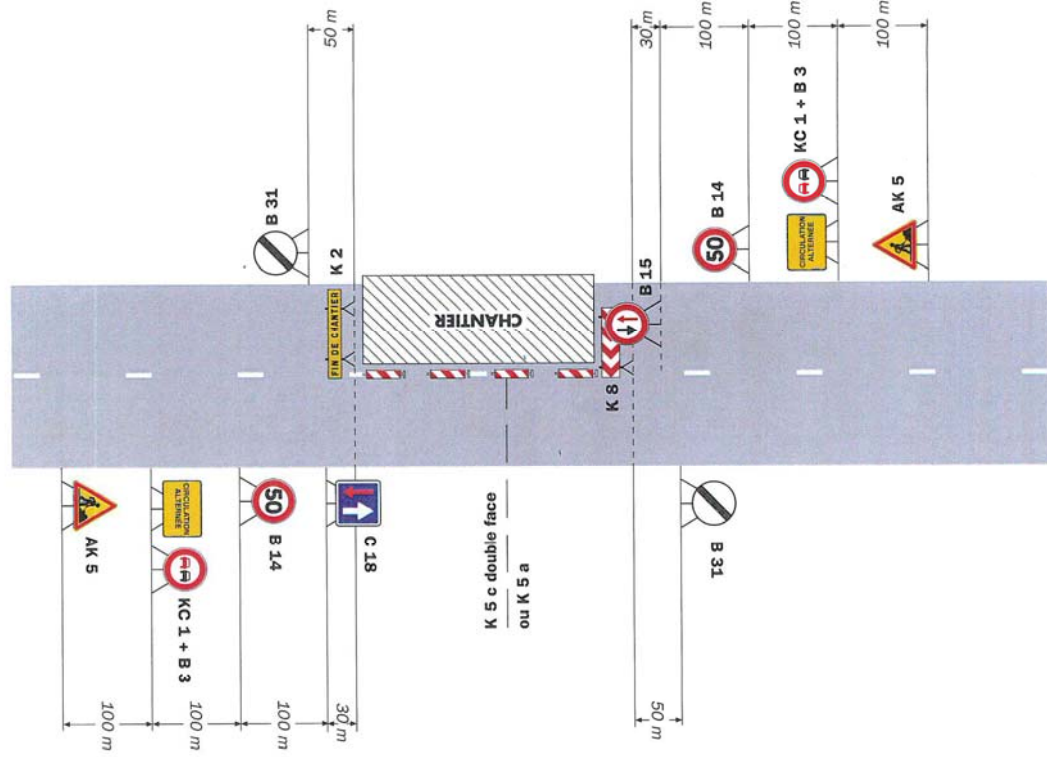 50 m
B 31
K 2
FIN DE CHANTIER
CHANTIER
K 8
B 15
30 m
100 m
100 m
100 m
B 14
50
KC 1 + B 3
CIRCULATION
ALTERNÉE
AK 5
AK 5
CIRCULATION
ALTERNÉE
KC 1 + B 3
50
B 14
C 18
K 5 c double face
ou K 5 a
B 31
100 m
100 m
100 m
30 m
50 m